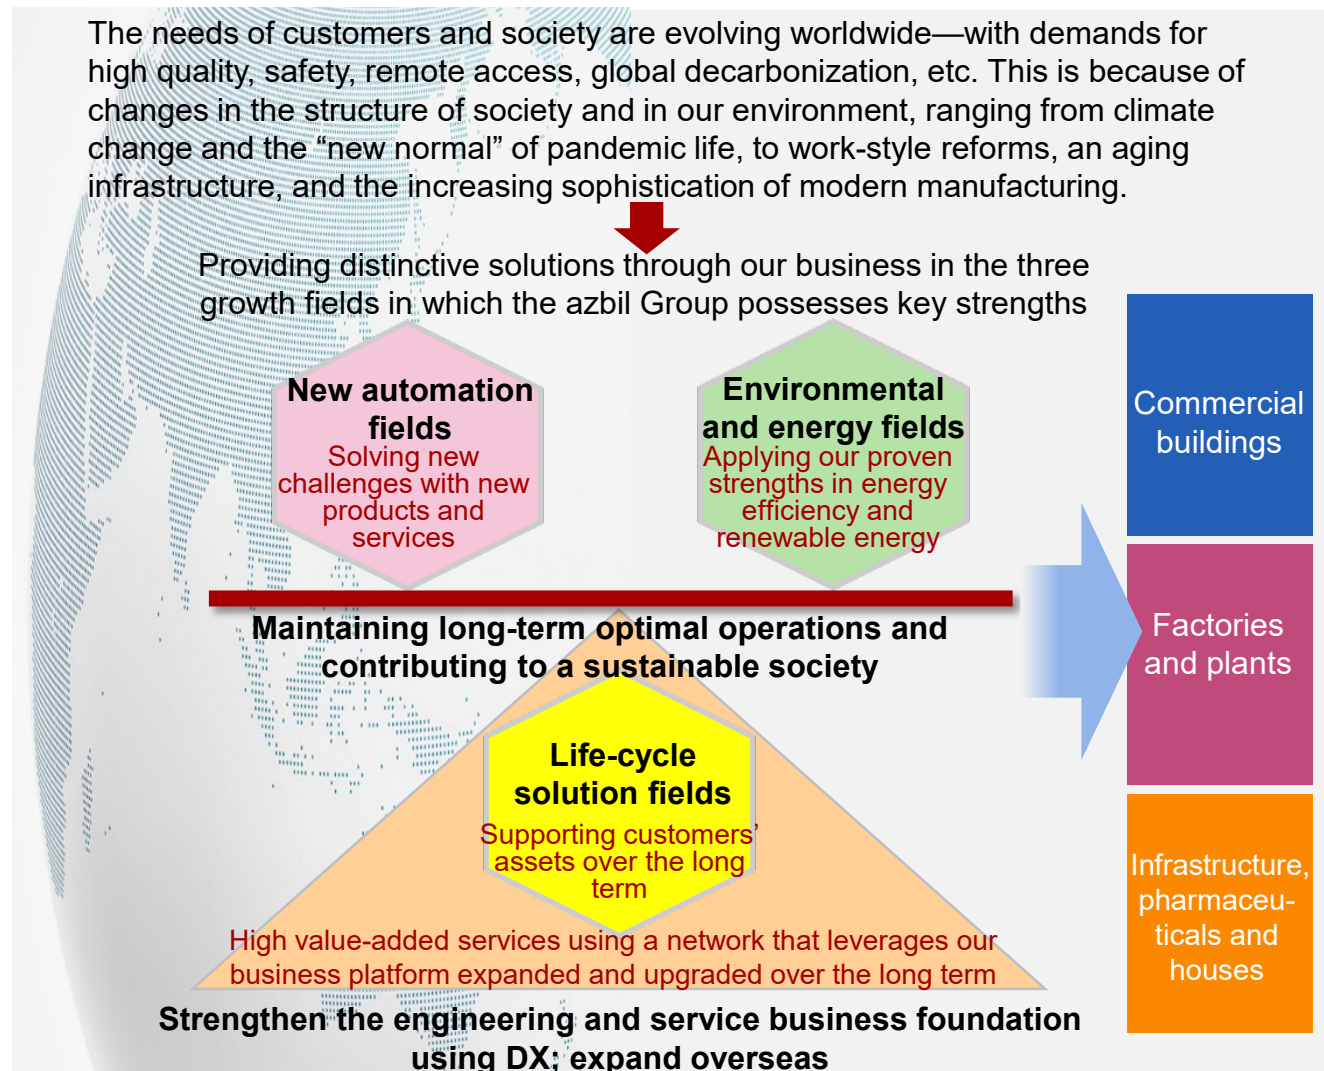 The needs of customers and society are evolving worldwide—with demands for
high quality, safety, remote access, global decarbonization, etc. This is because of
changes in the structure of society and in our environment, ranging from climate
change and the “new normal” of pandemic life, to work-style reforms, an aging
infrastructure, and the increasing sophistication of modern manufacturing.
Providing distinctive solutions through our business in the three
growth fields in which the azbil Group possesses key strengths
New automation
fields
Solving new
challenges with new
products and
services
Environmental
and energy fields
Applying our proven
strengths in energy
efficiency and
renewable energy
Maintaining long-term optimal operations and
contributing to a sustainable society
Life-cycle
solution fields
Supporting customers’
assets over the long
term
High value-added services using a network that leverages our
business platform expanded and upgraded over the long term
Strengthen the engineering and service business foundation
using DX; expand overseas
Commercial
buildings
Factories
and plants
Infrastructure,
pharmaceu-
ticals and
houses